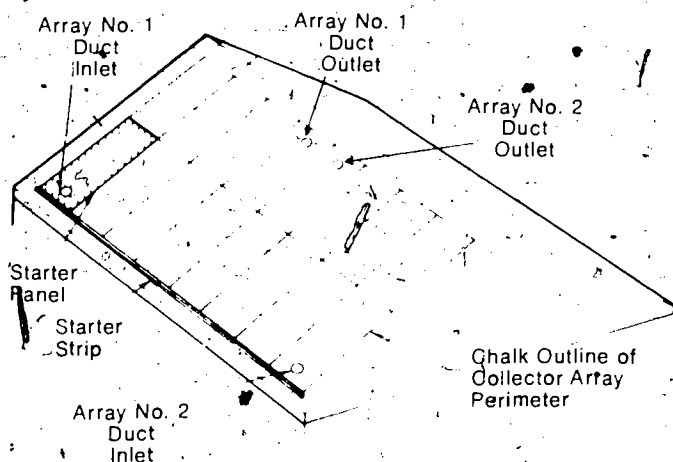 Array No. 1
Duct
Inlet
Array No. 1
Duct
Outlet
Array No. 2
Duct
Outlet
Starter
Panel
Starter
Strip
Array No. 2
Duct
Inlet
Chalk Outline of
Collector Array
Perimeter